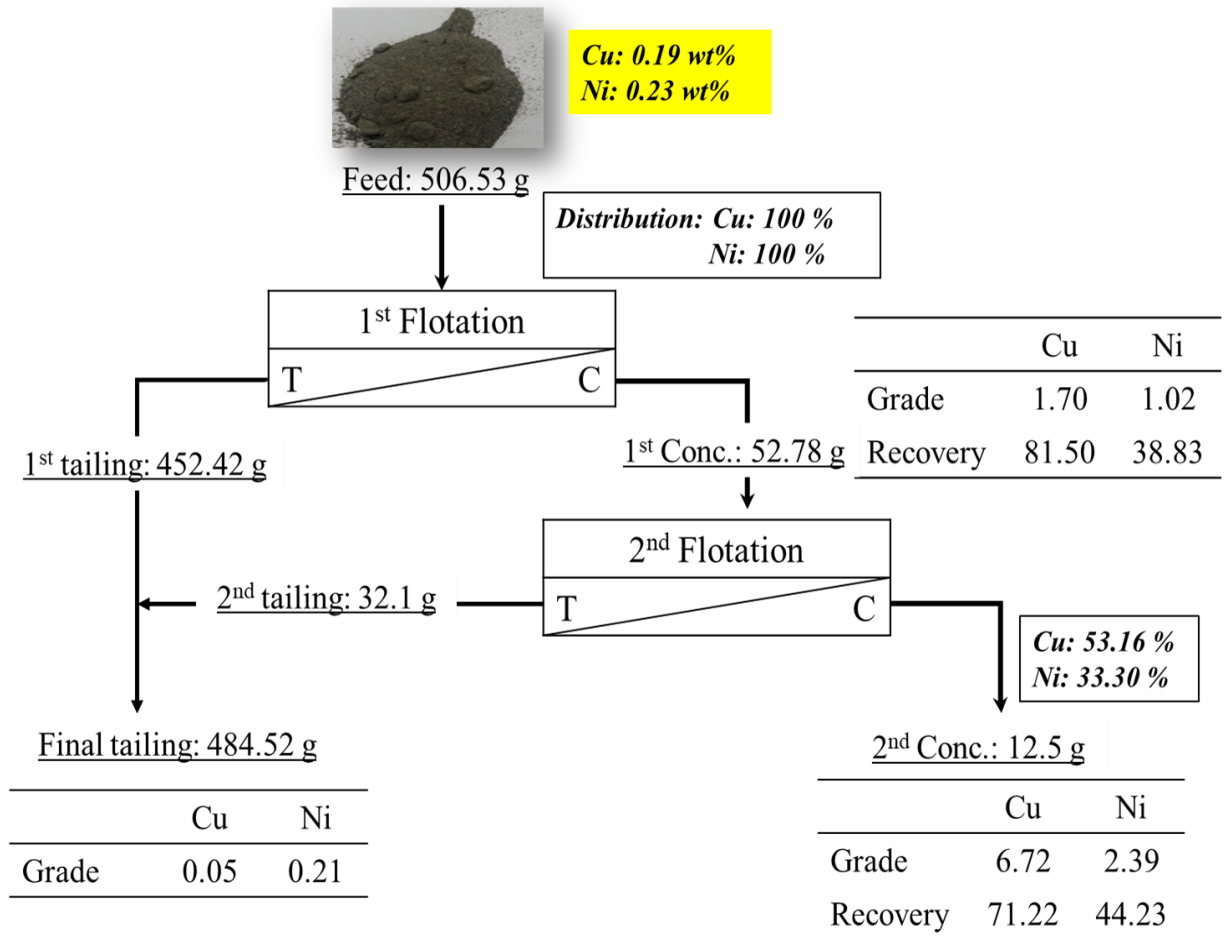 Cu: 0.19 wt%
Ni: 0.23 wt%
Feed: 506.53 g
Distribution: Cu: 100 %
Ni: 100 %
1st Flotation
T C
Cu Ni
Grade 1.70 1.02
Recovery 81.50 38.83
1st tailing: 452.42 g
1st Conc.: 52.78 g
2nd Flotation
T C
2nd tailing: 32.1 g
Cu: 53.16 %
Ni: 33.30 %
Final tailing: 484.52 g
Cu Ni
Grade 0.05 0.21
2nd Conc.: 12.5 g
Cu Ni
Grade 6.72 2.39
Recovery 71.22 44.23